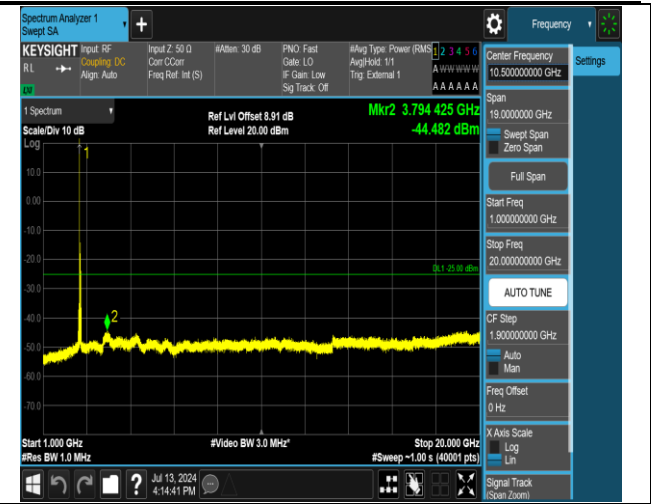 Spectrum Analyzer 1
Swept SA
Frequency
KEYSIGHT
RL
Input: RF
Coupling: DC
Align: Auto
Input Z: 50 Ω
Corr CCorr
Freq Ref: Int (S)
#Atten: 30 dB
PNO: Fast
Gate: LO
IF Gain: Low
Sig Track: Off
#Avg Type: Power (RMS
Avg|Hold: 1/1
Trig: External 1
1 2 3 4 5 6
A W W W W W
A A A A A A
1 Spectrum
Scale/Div 10 dB
Log
Ref Lvl Offset 8.91 dB
Ref Level 20.00 dBm
Mkr2 3.794 425 GHz
-44.482 dBm
1
10.0
0.00
-10.0
-20.0
DL1 -25.00 dBm
-30.0
-40.0
2
-50.0
-60.0
-70.0
Start 1.000 GHz
#Res BW 1.0 MHz
#Video BW 3.0 MHz*
Stop 20.000 GHz
#Sweep ~1.00 s (40001 pts)
Center Frequency
10.500000000 GHz
Settings
Span
19.0000000 GHz
Swept Span
Zero Span
Full Span
Start Freq
1.000000000 GHz
Stop Freq
20.000000000 GHz
AUTO TUNE
CF Step
1.900000000 GHz
Auto
Man
Freq Offset
0 Hz
X Axis Scale
Log
Lin
Signal Track
(Span Zoom)
?
Jul 13, 2024
4:14:41 PM